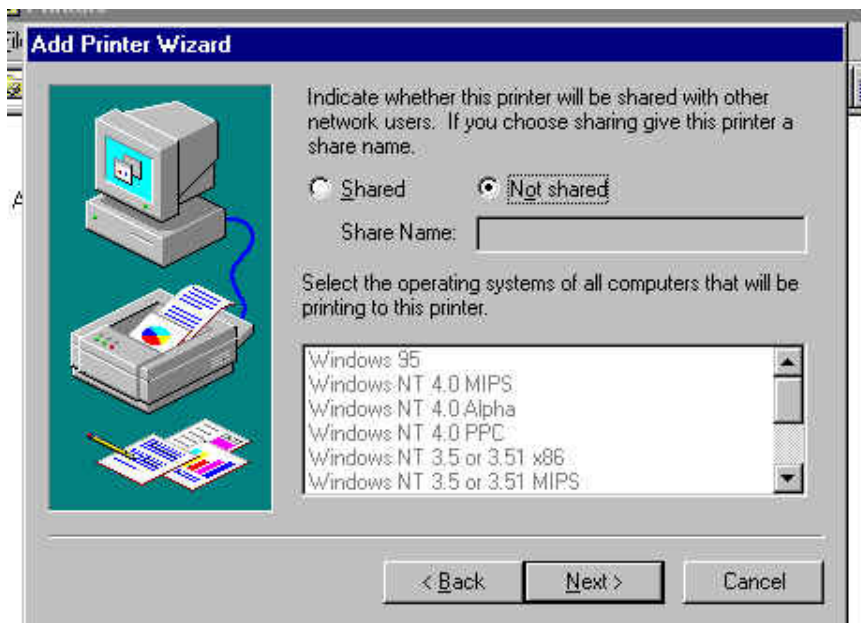 Add Printer Wizard
Indicate whether this printer will be shared with other
network users. If you choose sharing give this printer a
share name.
Shared Not shared
Share Name:
Select the operating systems of all computers that will be
printing to this printer.
Windows 95
Windows NT 4.0 MIPS
Windows NT 4.0 Alpha
Windows NT 4.0 PPC
Windows NT 3.5 or 3.51 x86
Windows NT 3.5 or 3.51 MIPS
< Back Next > Cancel